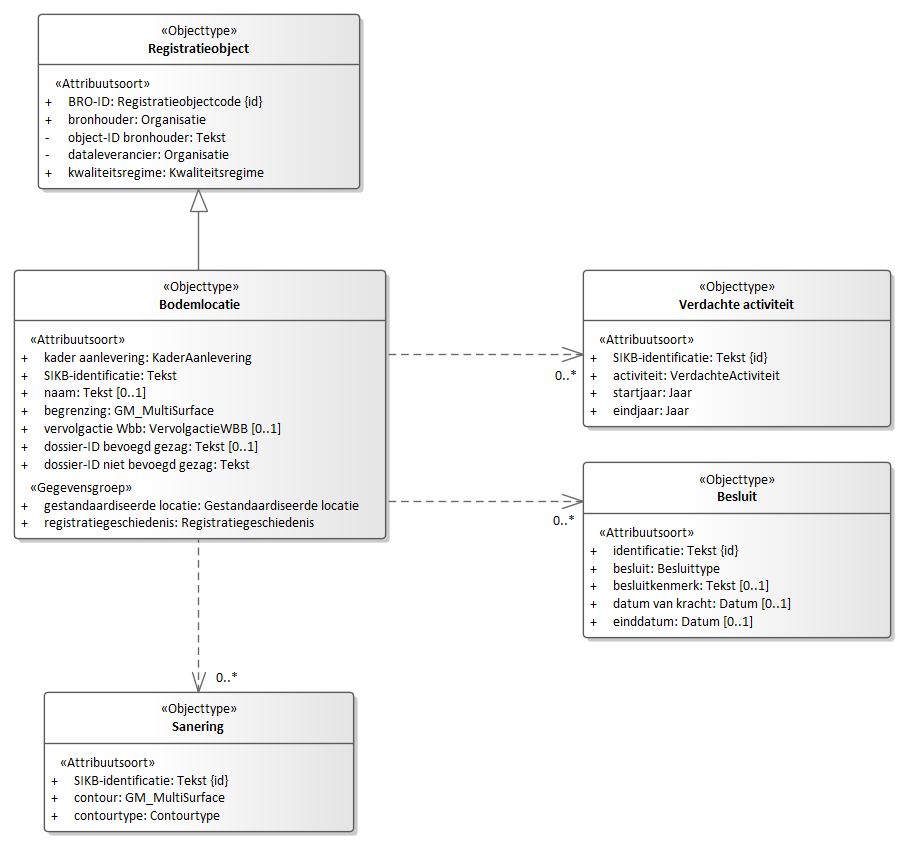 «Objecttype»
Registratieobject
«Attribuutsoort»
+ BRO-ID: Registratieobjectcode {id}
+ bronhouder: Organisatie
- object-ID bronhouder: Tekst
- dataleverancier: Organisatie
+ kwaliteitsregime: Kwaliteitsregime
«Objecttype»
Bodemlocatie
«Attribuutsoort»
+ kader aanlevering: KaderAanlevering
+ SIKB-identificatie: Tekst
+ naam: Tekst [0..1]
+ begrenzing: GM_MultiSurface
+ vervolgactie Wbb: VervolgactieWBB [0..1]
+ dossier-ID bevoegd gezag: Tekst [0..1]
+ dossier-ID niet bevoegd gezag: Tekst
«Gegevensgroep»
+ gestandaardiseerde locatie: Gestandaardiseerde locatie
+ registratiegeschiedenis: Registratiegeschiedenis
0..*
«Objecttype»
Verdachte activiteit
«Attribuutsoort»
+ SIKB-identificatie: Tekst {id}
+ activiteit: VerdachteActiviteit
+ startjaar: Jaar
+ eindjaar: Jaar
0..*
«Objecttype»
Besluit
«Attribuutsoort»
+ identificatie: Tekst {id}
+ besluit: Besluittype
+ besluitkenmerk: Tekst [0..1]
+ datum van kracht: Datum [0..1]
+ einddatum: Datum [0..1]
0..*
«Objecttype»
Sanering
«Attribuutsoort»
+ SIKB-identificatie: Tekst {id}
+ contour: GM_MultiSurface
+ contourtype: Contourtype